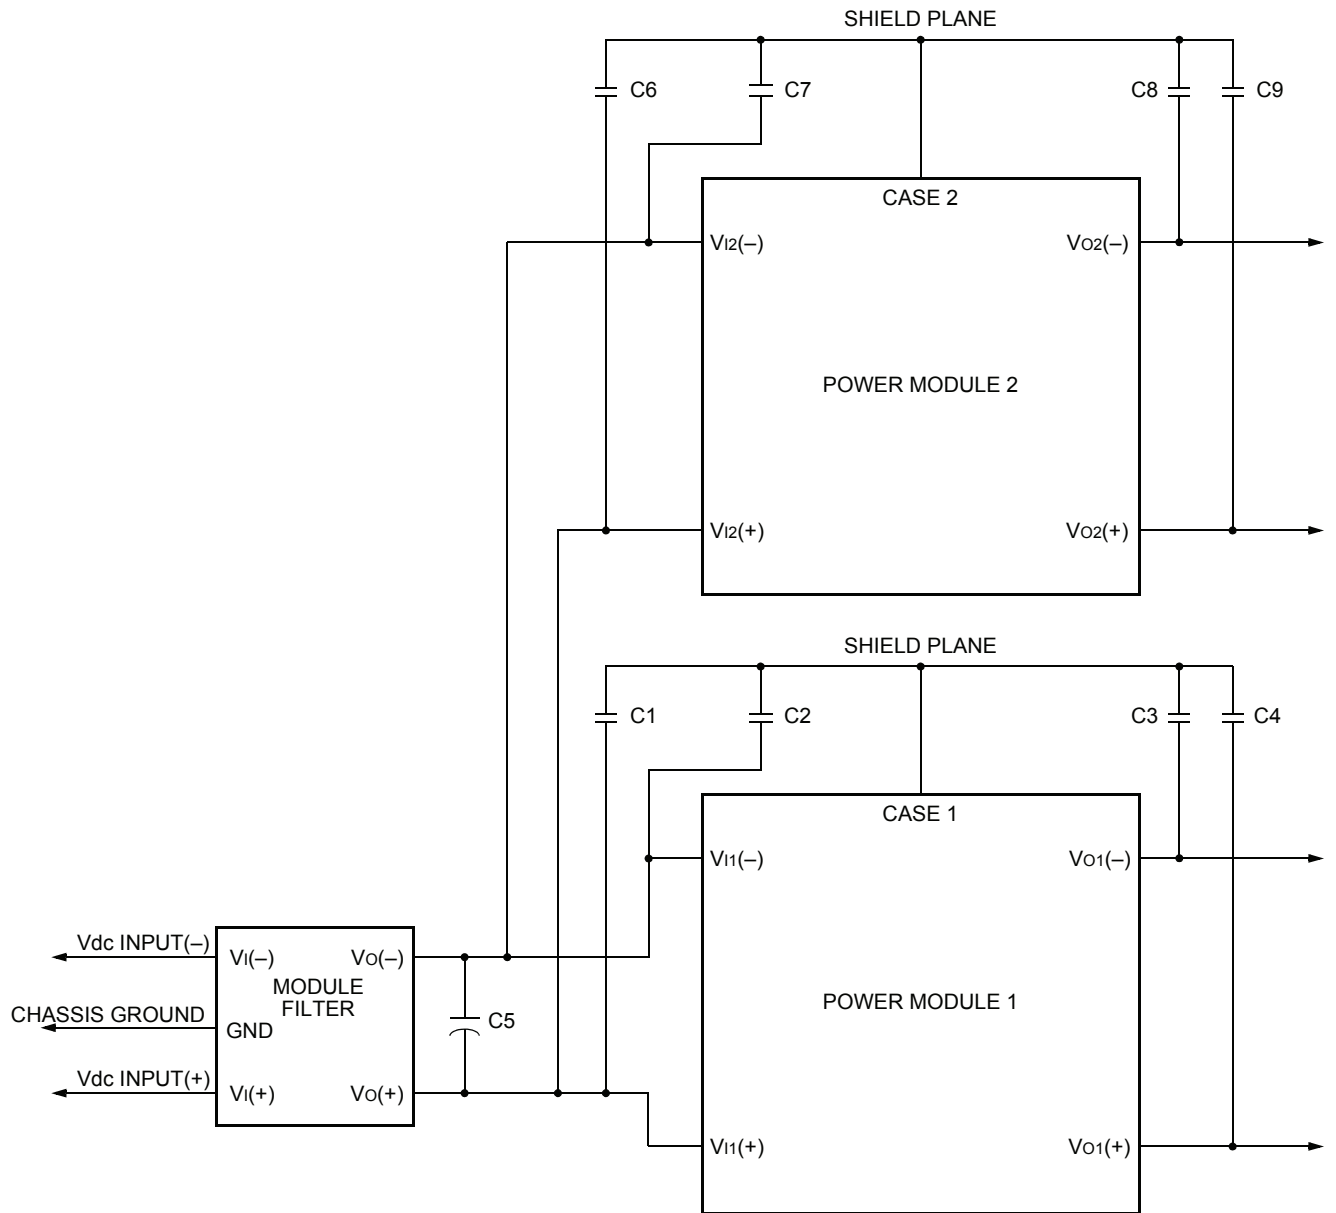 SHIELD PLANE
C6
C7
C8
C9
CASE 2
VI2(–)
VO2(–)
POWER MODULE 2
VI2(+)
VO2(+)
SHIELD PLANE
C1
C2
C3
C4
CASE 1
VI1(–)
VO1(–)
Vdc INPUT(–)
VI(–)
VO(–)
MODULE
FILTER
POWER MODULE 1
CHASSIS GROUND
GND
C5
Vdc INPUT(+)
VI(+)
VO(+)
VI1(+)
VO1(+)